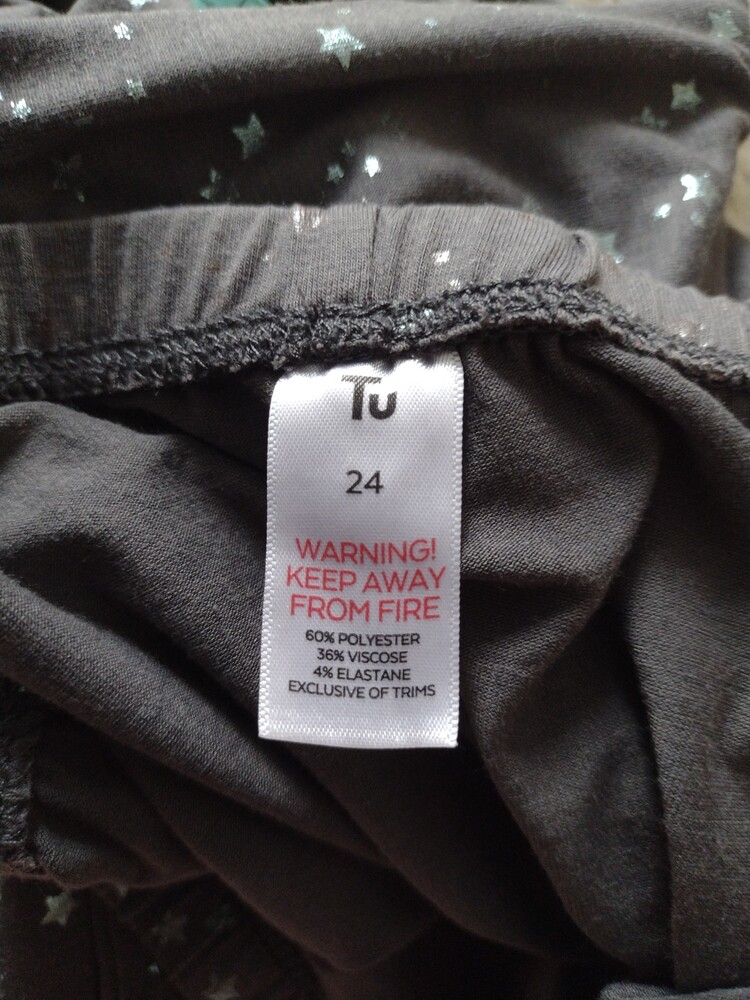 Tu
24
WARNING!
KEEP AWAY
FROM FIRE
60% POLYESTER
36% VISCOSE
4% ELASTANE
EXCLUSIVE OF TRIMS